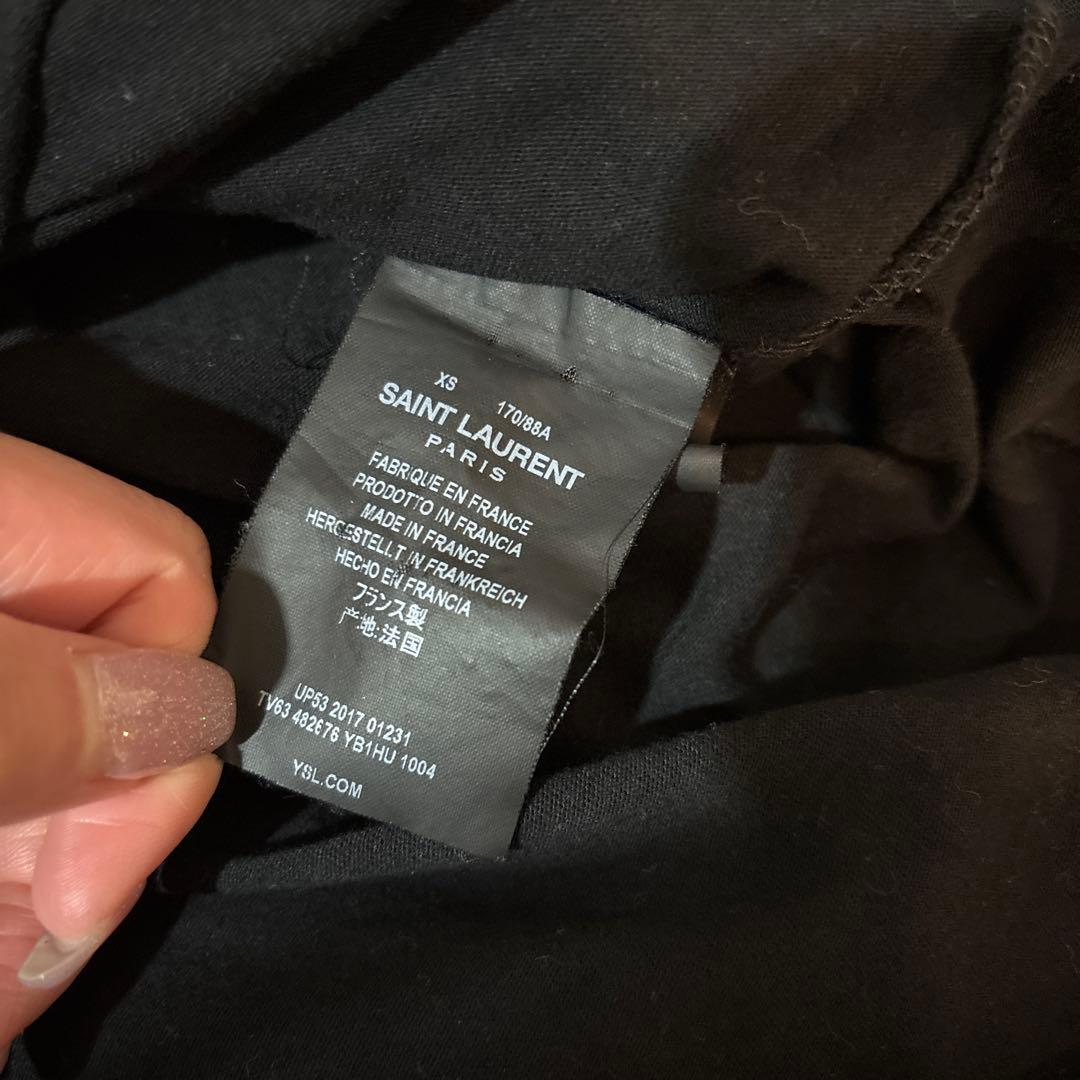 XS 170/88A
SAINT LAURENT
PARIS
FABRIQUE EN FRANCE
PRODOTTO IN FRANCIA
MADE IN FRANCE
HERGESTELLT IN FRANKREICH
HECHO EN FRANCIA
フランス製
产地:法国
UP53 2017 01231
TV63 482676 YB1HU 1004
YSL.COM